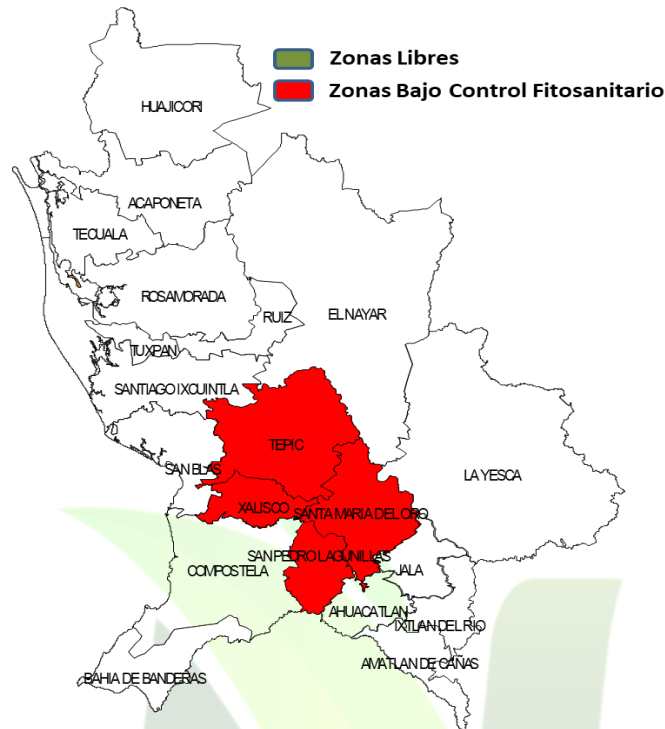 Zonas Libres
Zonas Bajo Control Fitosanitario
HUAJICORI
ACAPONETA
TECUALA
ROSAMORADA
RUIZ
EL NAYAR
TUXPAN
SANTIAGO IXCUINTLA
TEPIC
SAN BLAS
LA YESCA
XALISCO
SANTA MARIA DEL ORO
SAN PEDRO LAGUNILLAS
COMPOSTELA
JALA
AHUACATLAN
IXTLAN DEL RIO
AMATLAN DE CAÑAS
BAHIA DE BANDERAS